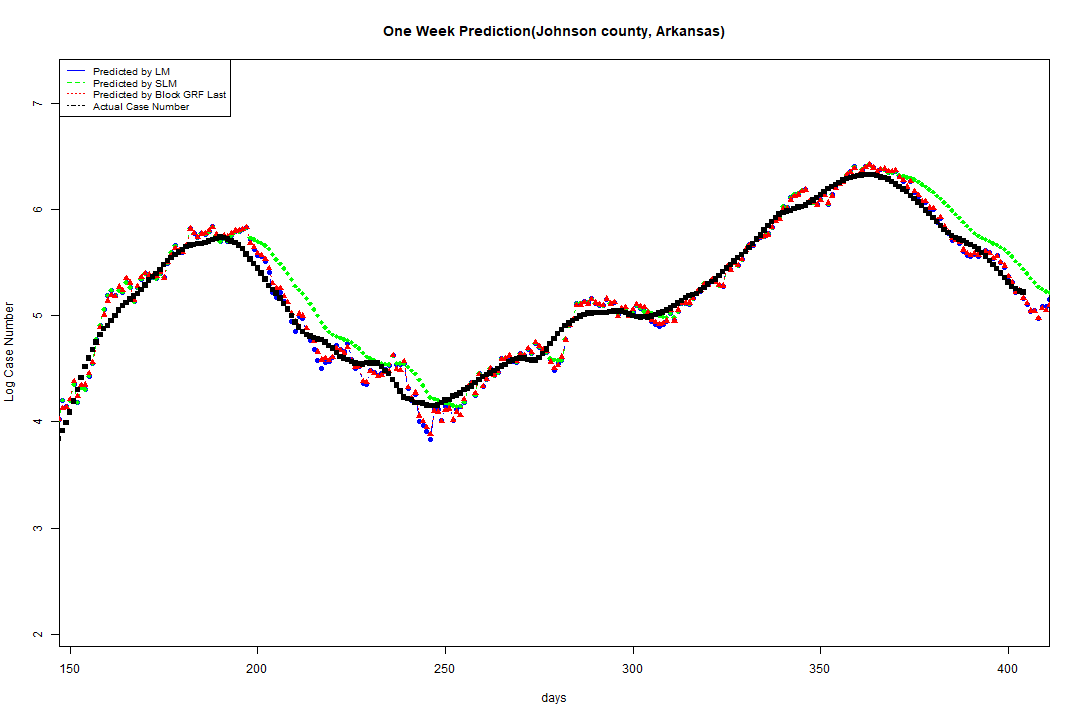 One Week Prediction(Johnson county, Arkansas)
Predicted by LM
Predicted by SLM
Predicted by Block GRF Last
Actual Case Number
7
6
5
4
3
2
Log Case Number
150 200 250 300 350 400
days